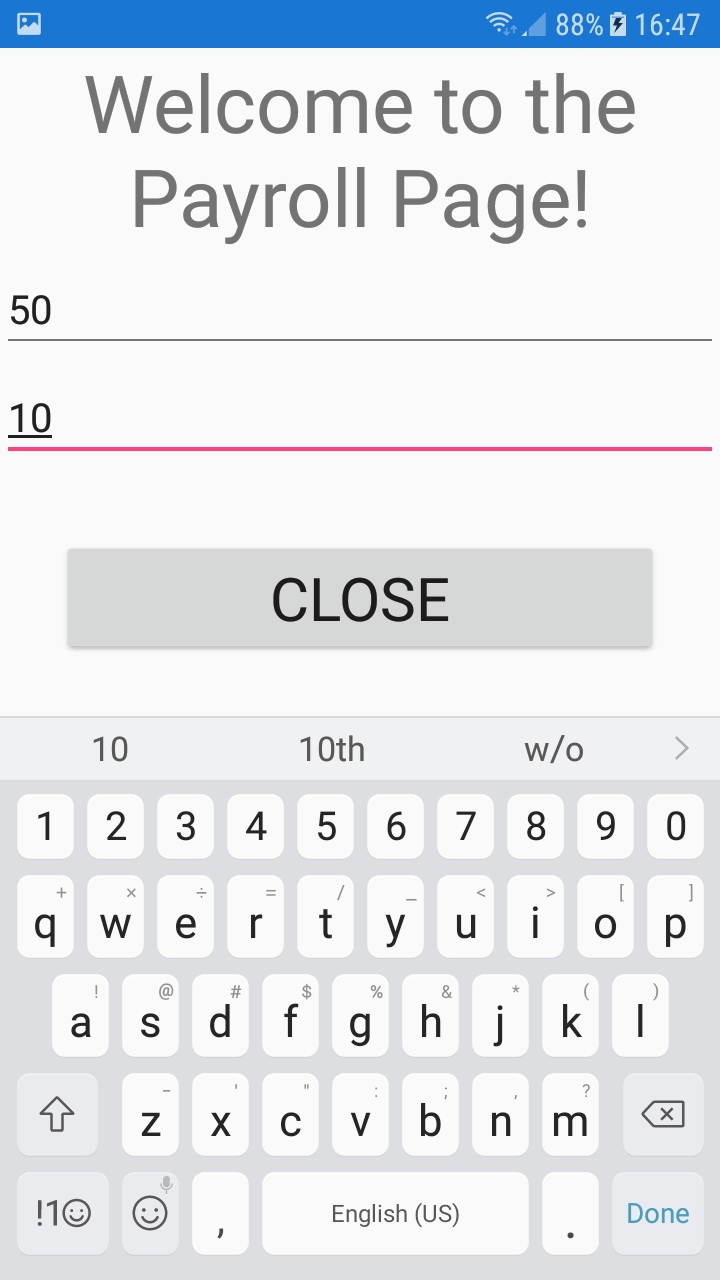 88% 16:47
Welcome to the
Payroll Page!
50
10
CLOSE
10 10th w/o
1 2 3 4 5 6 7 8 9 0
+ × ÷ = / _ < > [ ]
q w e r t y u i o p
! @ # $ % & * ( )
a s d f g h j k l
- ' " : ; , ?
z x c v b n m
!1☺ , English (US) . Done